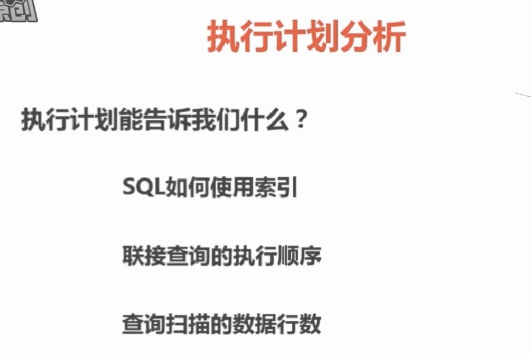 原创
执行计划分析
执行计划能告诉我们什么？
SQL如何使用索引
联接查询的执行顺序
查询扫描的数据行数